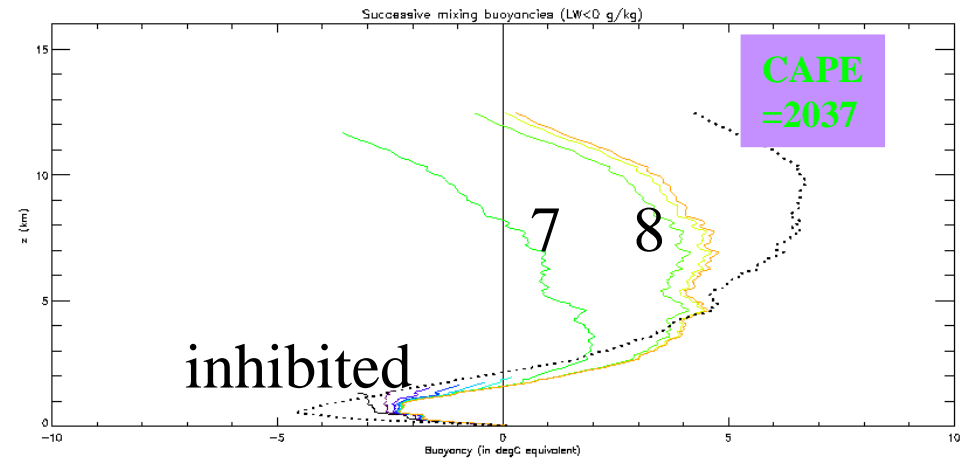 Successive mixing buoyancies (LW<0 g/kg)
15
CAPE
=2037
10
z (km)
7
8
5
inhibited
0
-10
-5
0
5
10
Buoyancy (in degC equivalent)